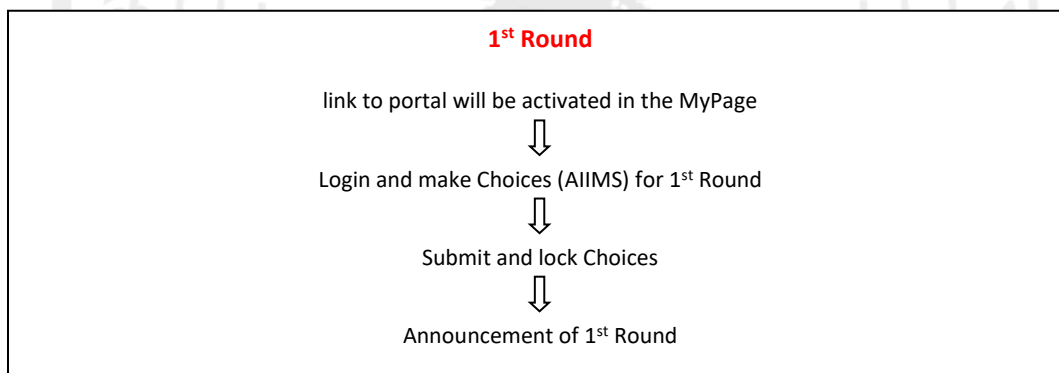 1st Round
link to portal will be activated in the MyPage
Login and make Choices (AIIMS) for 1st Round
Submit and lock Choices
Announcement of 1st Round